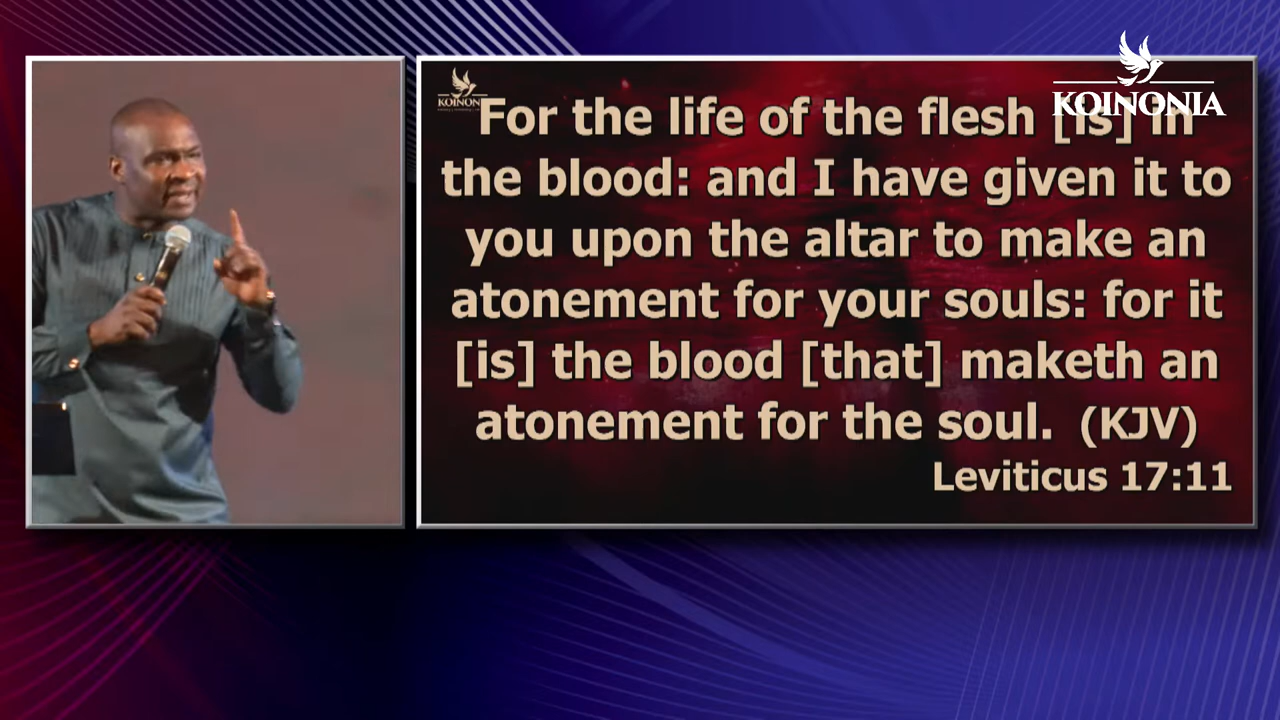 KOINONIA
KOINONIA
For the life of the flesh [is] in
the blood: and I have given it to
you upon the altar to make an
atonement for your souls: for it
[is] the blood [that] maketh an
atonement for the soul. (KJV)
Leviticus 17:11